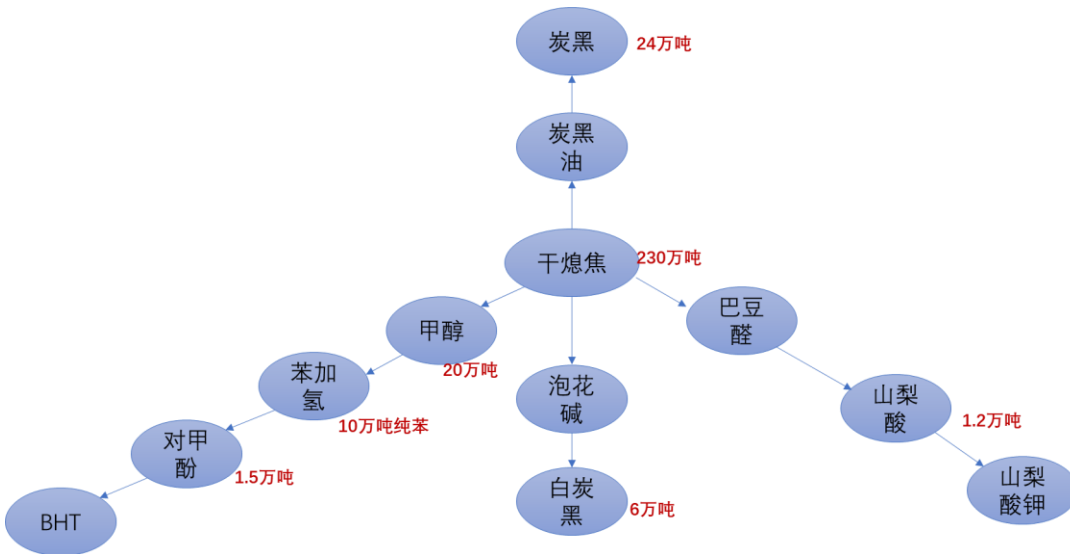 炭黑
24万吨
炭黑
油
干熄焦
230万吨
巴豆
醛
甲醇
20万吨
苯加
氢
10万吨纯苯
泡花
碱
山梨
酸
1.2万吨
对甲
酚
1.5万吨
白炭
黑
6万吨
山梨
酸钾
BHT